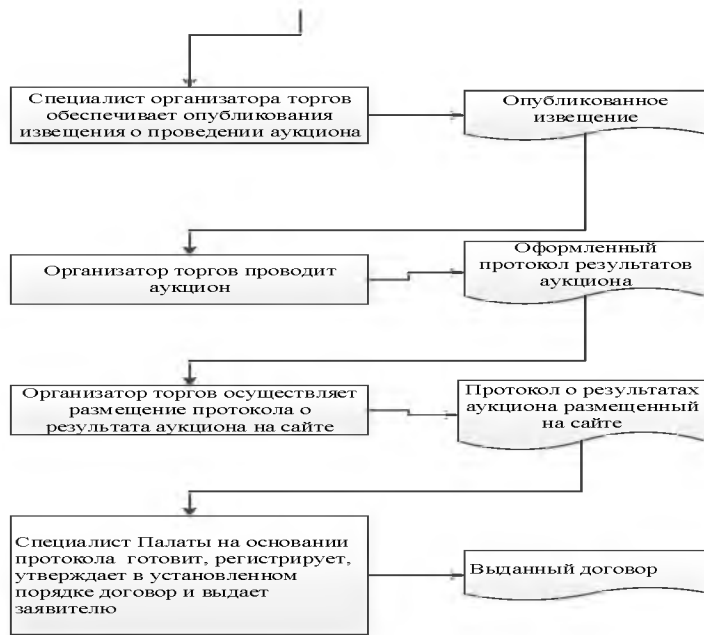 Специалист организатора торгов
обеспечивает опубликования
извещения о проведении аукциона
Опубликованное
извещение
Организатор торгов проводит
аукцион
Оформленный
протокол результатов
аукциона
Организатор торгов осуществляет
размещение протокола о
результата аукциона на сайте
Протокол о результатах
аукциона размещенный
на сайте
Специалист Палаты на основании
протокола готовит, регистрирует,
утверждает в установленном
порядке договор и выдает
заявителю
Выданный договор